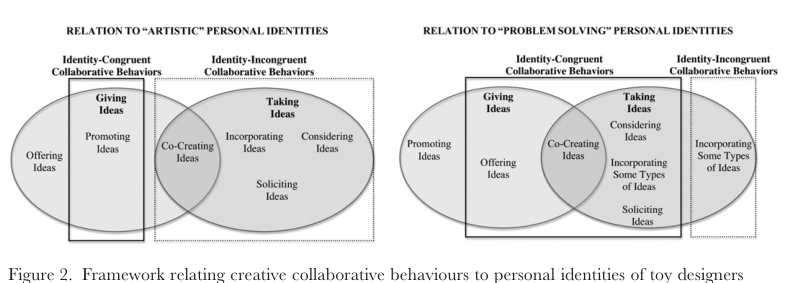 RELATION TO “ARTISTIC” PERSONAL IDENTITIES
Identity-Congruent
Collaborative Behaviors
Identity-Incongruent
Collaborative Behaviors
Giving
Ideas
Promoting
Ideas
Offering
Ideas
Co-Creating
Ideas
Taking
Ideas
Incorporating
Ideas
Considering
Ideas
Soliciting
Ideas
RELATION TO “PROBLEM SOLVING” PERSONAL IDENTITIES
Identity-Congruent
Collaborative Behaviors
Identity-Incongruent
Collaborative Behaviors
Promoting
Ideas
Giving
Ideas
Offering
Ideas
Co-Creating
Ideas
Taking
Ideas
Considering
Ideas
Incorporating
Some Types
of Ideas
Soliciting
Ideas
Incorporating
Some Types
of Ideas
Figure 2. Framework relating creative collaborative behaviours to personal identities of toy designers